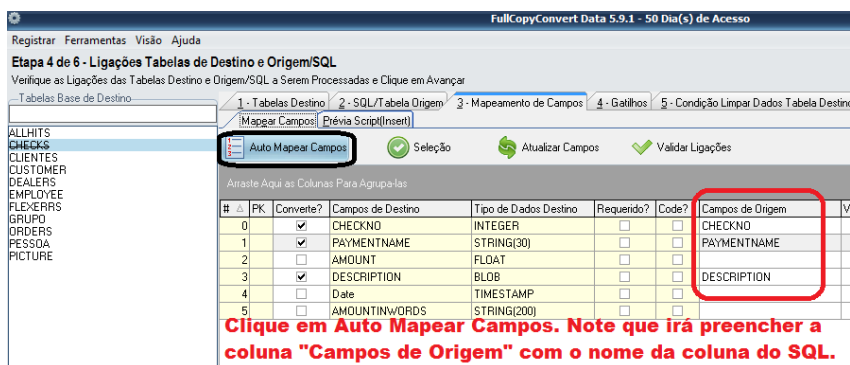 FullCopyConvert Data 5.9.1 - 50 Dia(s) de Acesso
Registrar Ferramentas Visão Ajuda
Etapa 4 de 6 - Ligações Tabelas de Destino e Origem/SQL
Verifique as Ligações das Tabelas Destino e Origem/SQL a Serem Processadas e Clique em Avançar
Tabelas Base de Destino
1 - Tabelas Destino 2 - SQL/Tabela Origem 3 - Mapeamento de Campos 4 - Gatilhos 5 - Condição Limpar Dados Tabela Destino
Mapear Campos Prévia Script(Insert)
Auto Mapear Campos Seleção Atualizar Campos Validar Ligações
Arraste Aqui as Colunas Para Agrupa-las
ALLHITS
CHECKS
CLIENTES
CUSTOMER
DEALERS
EMPLOYEE
FLEXERRS
GRUPO
ORDERS
PESSOA
PICTURE
# PK Converte? Campos de Destino Tipo de Dados Destino Requerido? Code? Campos de Origem V
0 CHECKNO INTEGER CHECKNO
1 PAYMENTNAME STRING(30) PAYMENTNAME
2 AMOUNT FLOAT
3 DESCRIPTION BLOB DESCRIPTION
4 Date TIMESTAMP
5 AMOUNTINWORDS STRING(200)
Clique em Auto Mapear Campos. Note que irá preencher a
coluna "Campos de Origem" com o nome da coluna do SQL.